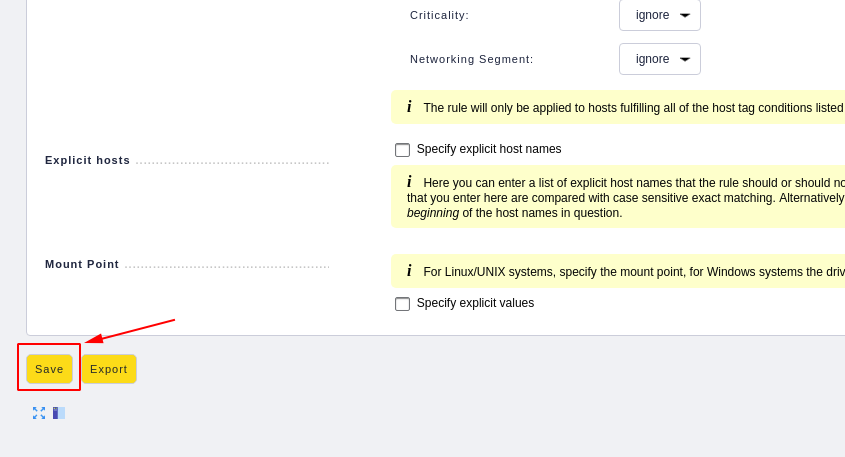 Criticality: ignore
Networking Segment: ignore
i The rule will only be applied to hosts fulfilling all of the host tag conditions listed
Explicit hosts
Specify explicit host names
i Here you can enter a list of explicit host names that the rule should or should
that you enter here are compared with case sensitive exact matching. Alternatively
beginning of the host names in question.
Mount Point
i For Linux/UNIX systems, specify the mount point, for Windows systems the
Specify explicit values
Save Export